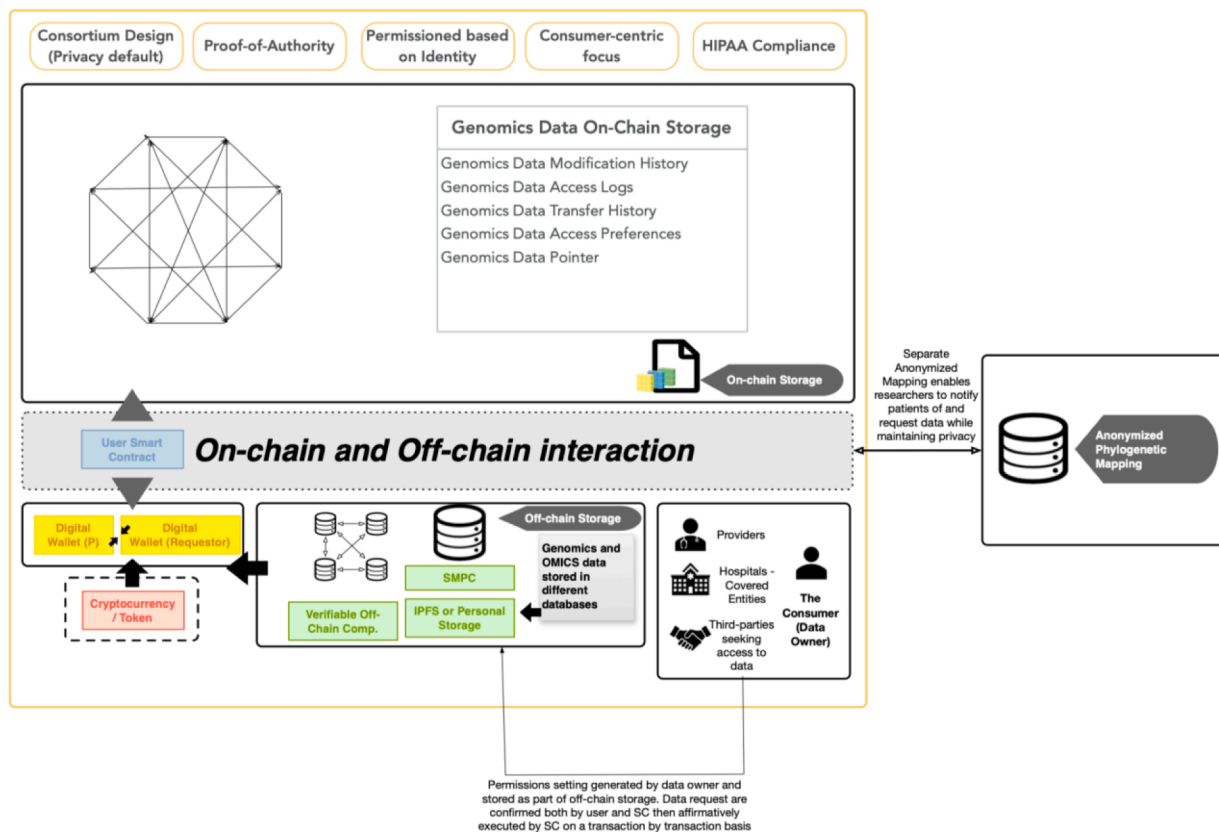 Consortium Design
(Privacy default)
Proof-of-Authority
Permissioned based
on Identity
Consumer-centric
focus
HIPAA Compliance
Genomics Data On-Chain Storage
Genomics Data Modification History
Genomics Data Access Logs
Genomics Data Transfer History
Genomics Data Access Preferences
Genomics Data Pointer
On-chain Storage
Separate
Anonymized
Mapping enables
researchers to notify
patients of and
request data while
maintaining privacy
Anonymized
Phylogenetic
Mapping
User Smart
Contract
On-chain and Off-chain interaction
Digital
Wallet (P)
Digital
Wallet (Requestor)
Cryptocurrency
/ Token
Off-chain Storage
SMPC
IPFS or Personal
Storage
Verifiable Off-
Chain Comp.
Genomics and
OMICS data
stored in
different
databases
Providers
Hospitals -
Covered
Entities
Third-parties
seeking
access to
data
The
Consumer
(Data
Owner)
Permissions setting generated by data owner and
stored as part of off-chain storage. Data request are
confirmed both by user and SC then affirmatively
executed by SC on a transaction by transaction basis